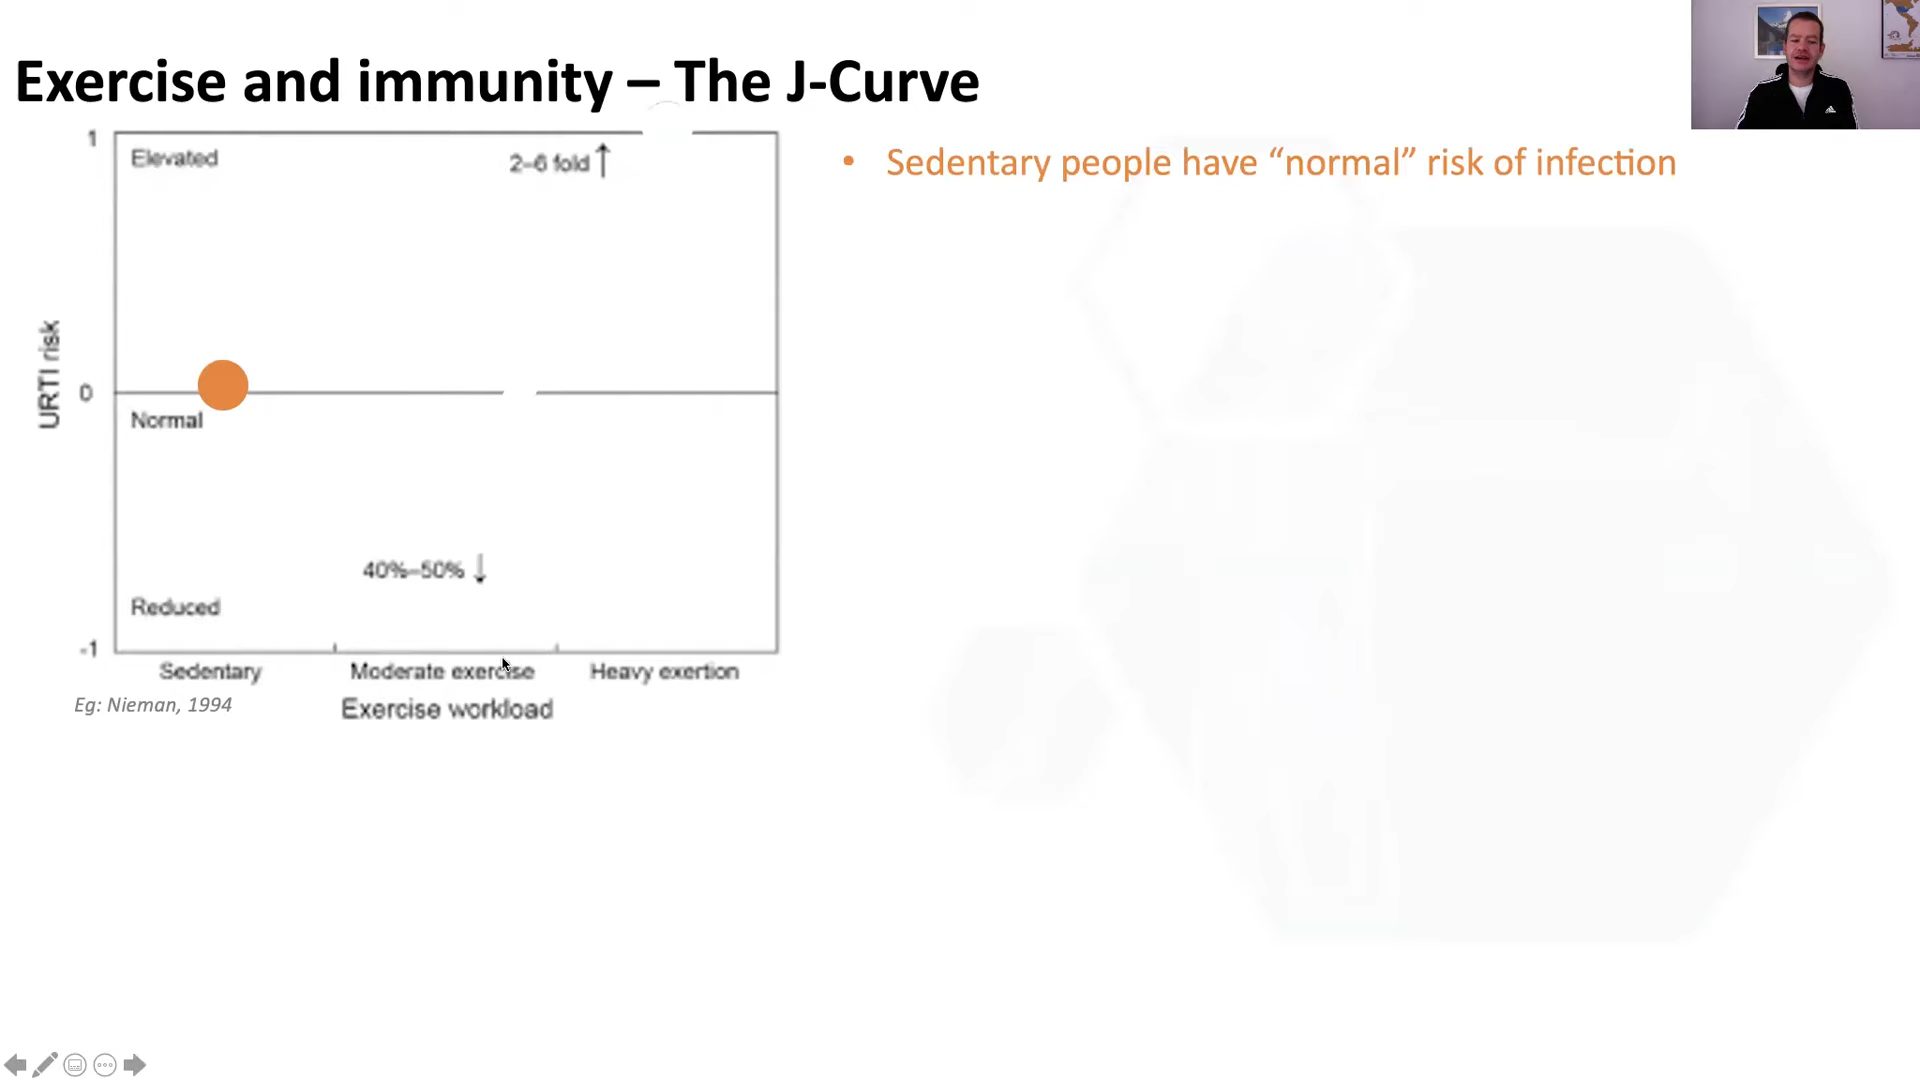 Exercise and immunity – The J-Curve
1
Elevated
2–6 fold ↑
• Sedentary people have “normal” risk of infection
URTI risk
0
Normal
40%–50% ↓
Reduced
-1
Sedentary
Moderate exercise
Heavy exertion
Eg: Nieman, 1994
Exercise workload